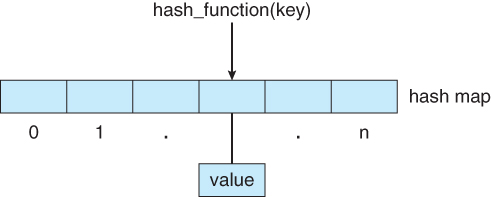 hash_function(key)
hash map
0 1 . . n
value